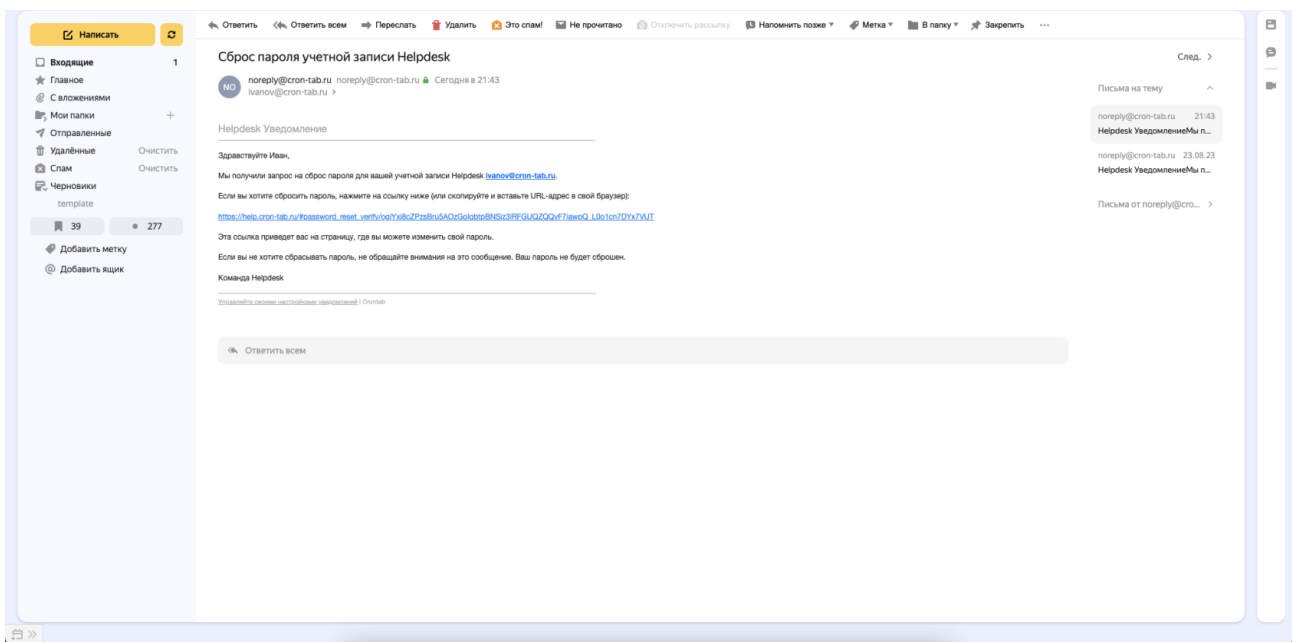 Написать
Ответить
Ответить всем
Переслать
Удалить
Это спам!
Не прочитано
Отключить рассылку
Напомнить позже
Метка
В папку
Закрепить
Входящие 1
Главное
С вложениями
Мои папки
Отправленные
Удалённые Очистить
Спам Очистить
Черновики
template
39 277
Добавить метку
Добавить ящик
Сброс пароля учетной записи Helpdesk
След.
NO
noreply@cron-tab.ru noreply@cron-tab.ru Сегодня в 21:43
ivanov@cron-tab.ru
Helpdesk Уведомление
Здравствуйте Иван,
Мы получили запрос на сброс пароля для вашей учетной записи Helpdesk ivanov@cron-tab.ru.
Если вы хотите сбросить пароль, нажмите на ссылку ниже (или скопируйте и вставьте URL-адрес в свой браузер):
Эта ссылка приведет вас на страницу, где вы можете изменить свой пароль.
Если вы не хотите сбрасывать пароль, не обращайте внимания на это сообщение. Ваш пароль не будет сброшен.
Команда Helpdesk
Управляйте своими настройками уведомлений | Crontab
Ответить всем
Письма на тему
noreply@cron-tab.ru 21:43
Helpdesk УведомлениеМы п...
noreply@cron-tab.ru 23.08.23
Helpdesk УведомлениеМы п...
Письма от noreply@cro...